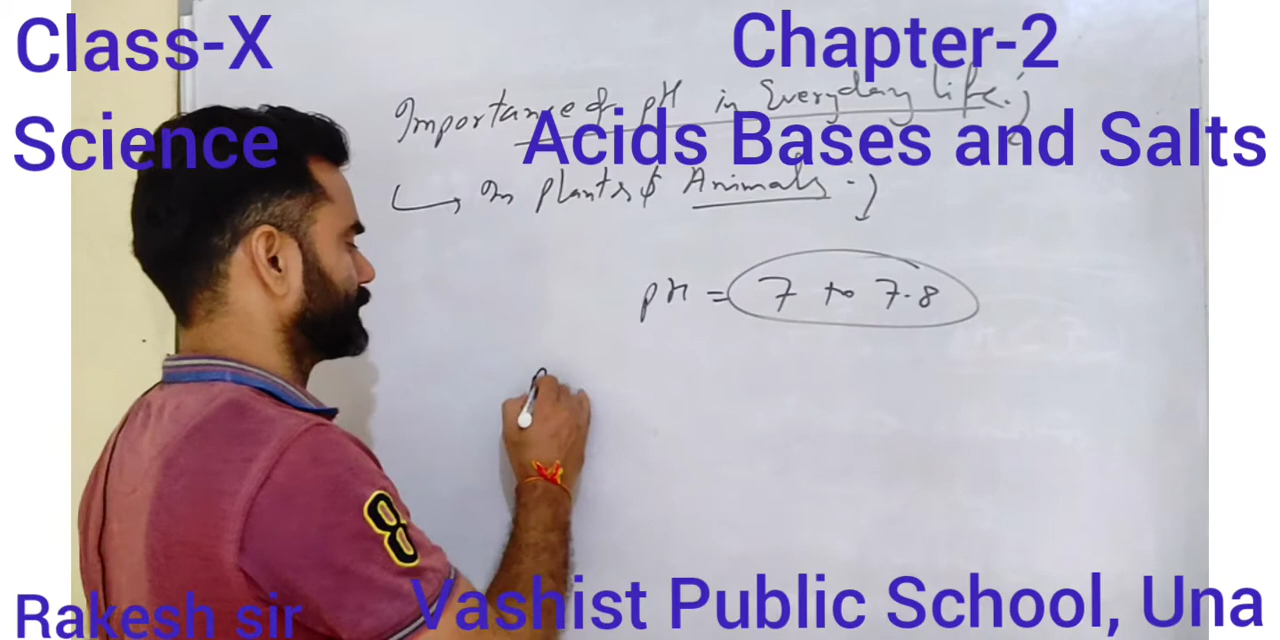 Class-X
Chapter-2
Importance of pH in Everyday life :)
Science
Acids Bases and Salts
In Plants & Animals :)
pH = 7 to 7.8
8
Rakesh sir
Vashist Public School, Una